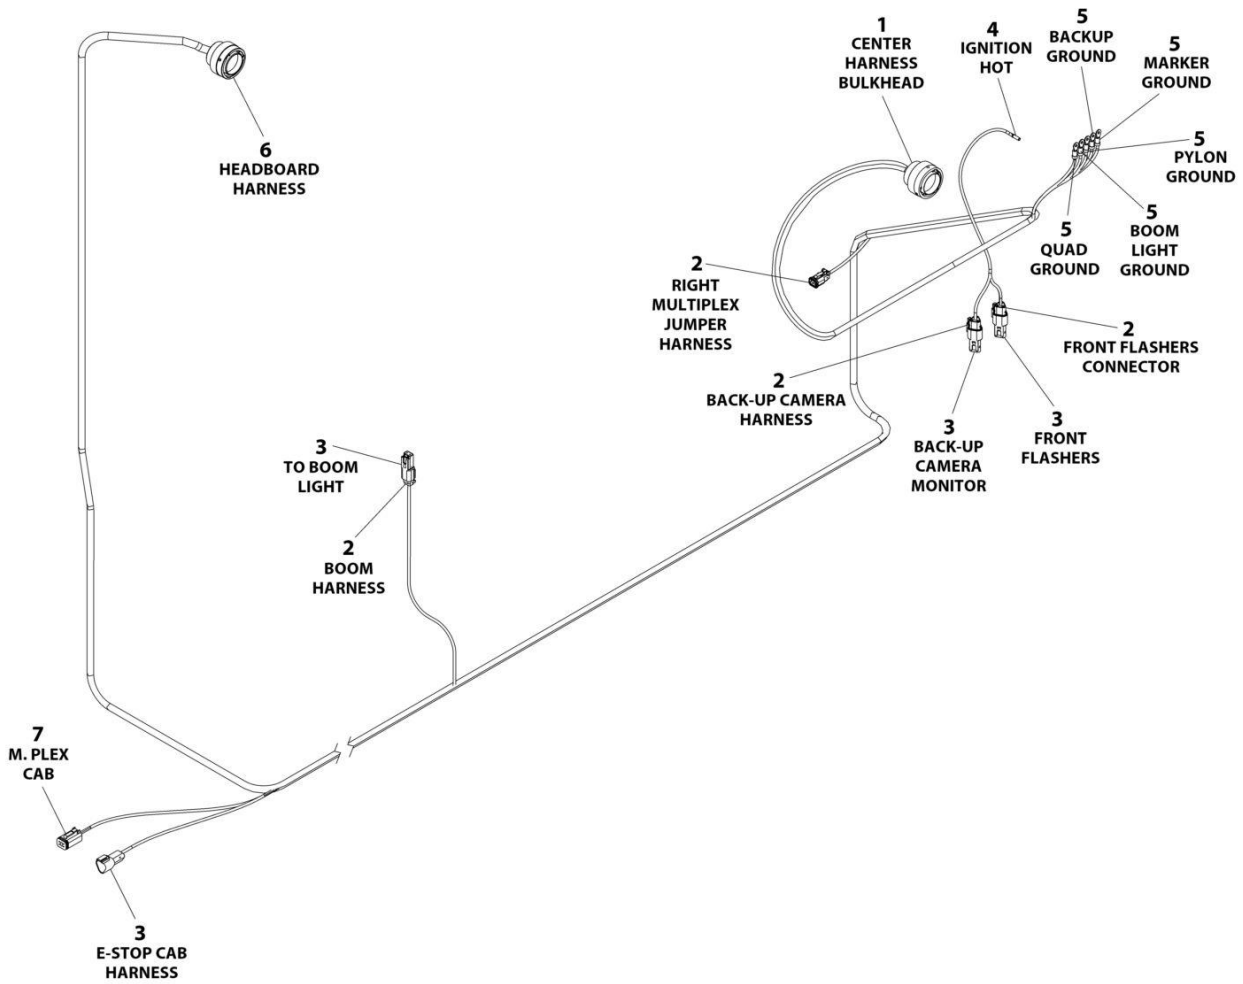 1
CENTER
HARNESS
BULKHEAD
4
IGNITION
HOT
5
BACKUP
GROUND
5
MARKER
GROUND
5
PYLON
GROUND
5
BOOM
LIGHT
GROUND
5
QUAD
GROUND
6
HEADBOARD
HARNESS
2
RIGHT
MULTIPLEX
JUMPER
HARNESS
2
FRONT FLASHERS
CONNECTOR
2
BACK-UP CAMERA
HARNESS
3
BACK-UP
CAMERA
MONITOR
3
FRONT
FLASHERS
3
TO BOOM
LIGHT
2
BOOM
HARNESS
7
M. PLEX
CAB
3
E-STOP CAB
HARNESS